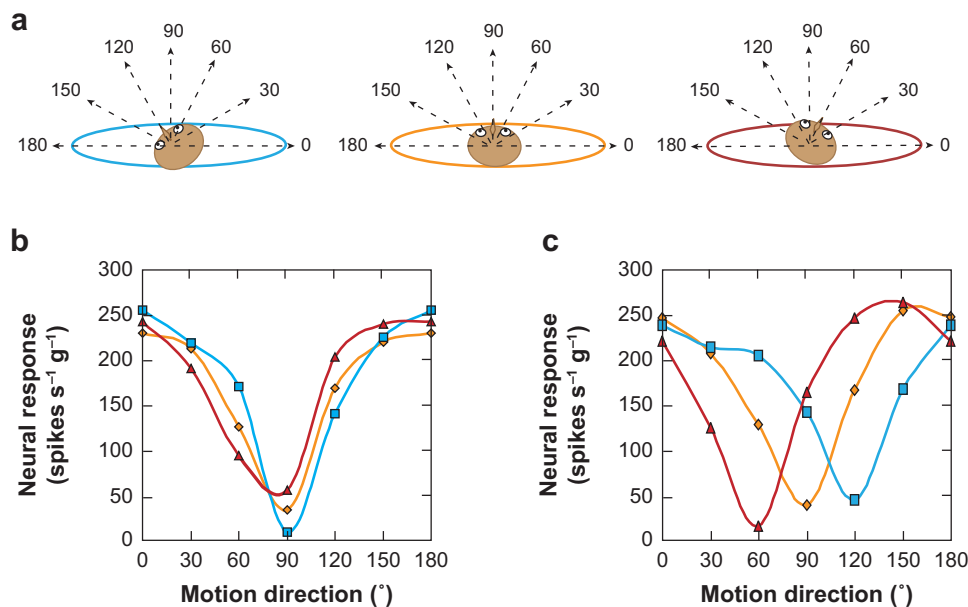 a
90 90 90
120 60 120 60 120 60
150 30 150 30 150 30
180 0 180 0 180 0
b
300
250
200
150
100
50
0
Neural response
(spikes s⁻¹ g⁻¹)
0 30 60 90 120 150 180
Motion direction (°)
c
300
250
200
150
100
50
0
Neural response
(spikes s⁻¹ g⁻¹)
0 30 60 90 120 150 180
Motion direction (°)